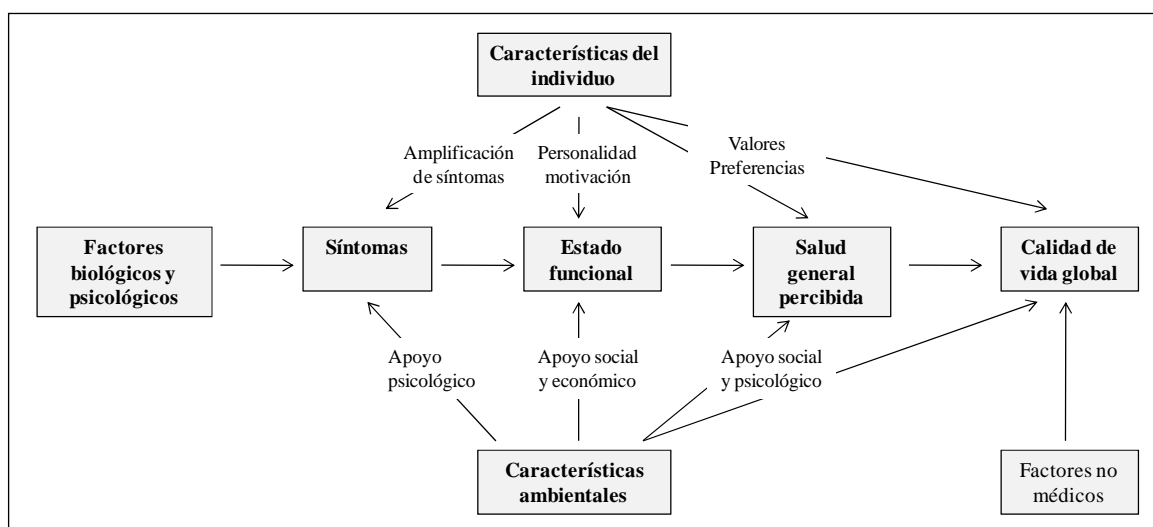 Características del
individuo
Amplificación
de síntomas
Personalidad
motivación
Valores
Preferencias
Factores
biológicos y
psicológicos
Síntomas
Estado
funcional
Salud
general
percibida
Calidad de
vida global
Apoyo
psicológico
Apoyo social
y económico
Apoyo social
y psicológico
Características
ambientales
Factores no
médicos